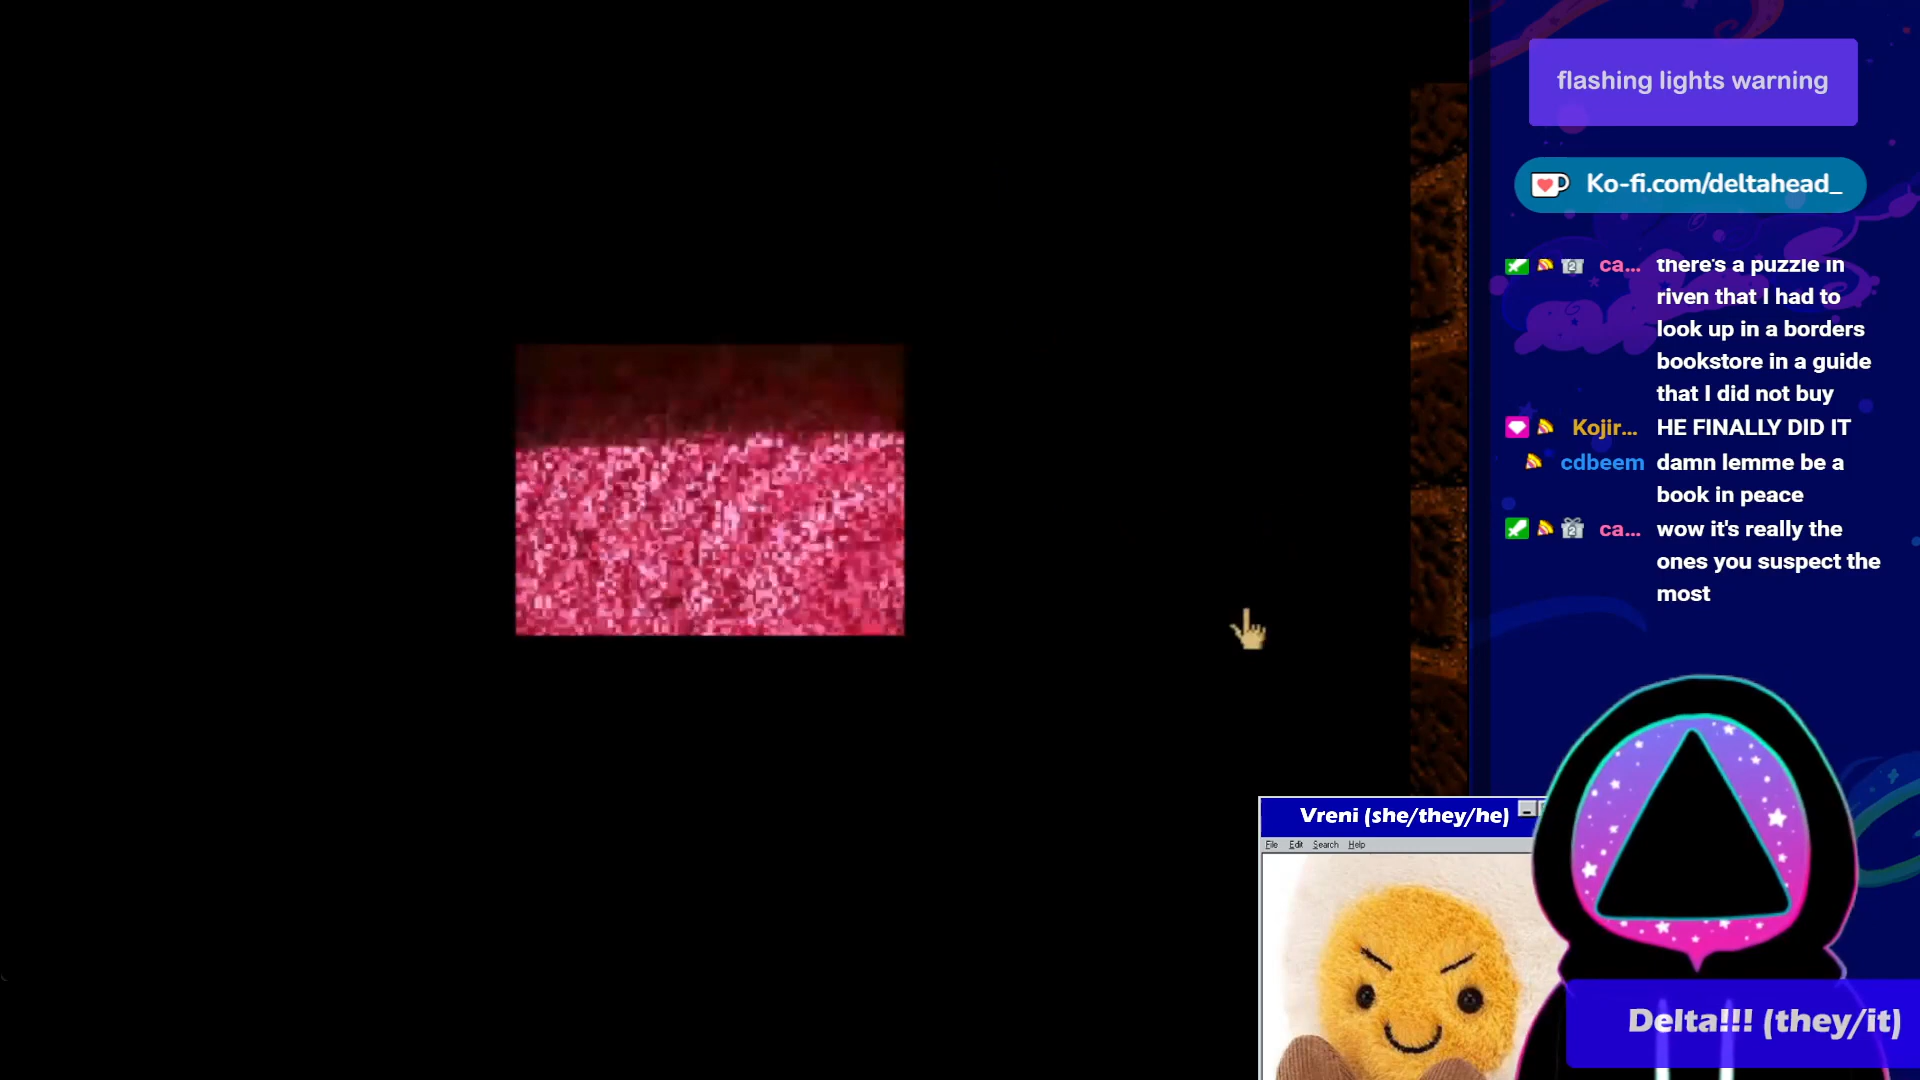 flashing lights warning
Ko-fi.com/deltahead_
ca... there's a puzzle in
riven that I had to
look up in a borders
bookstore in a guide
that I did not buy
Kojir... HE FINALLY DID IT
cdbeem damn lemme be a
book in peace
ca... wow it's really the
ones you suspect the
most
Vreni (she/they/he)
File Edit Search Help
Delta!!! (they/it)